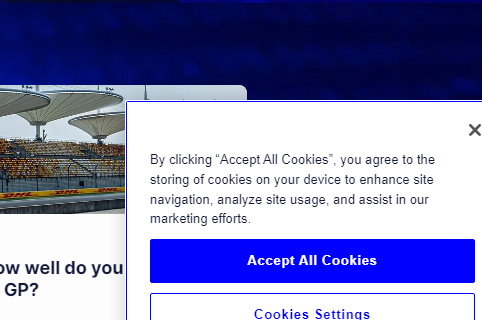 By clicking “Accept All Cookies”, you agree to the
storing of cookies on your device to enhance site
navigation, analyze site usage, and assist in our
marketing efforts.
Accept All Cookies
Cookies Settings
ow well do you
GP?
DHL
DHL